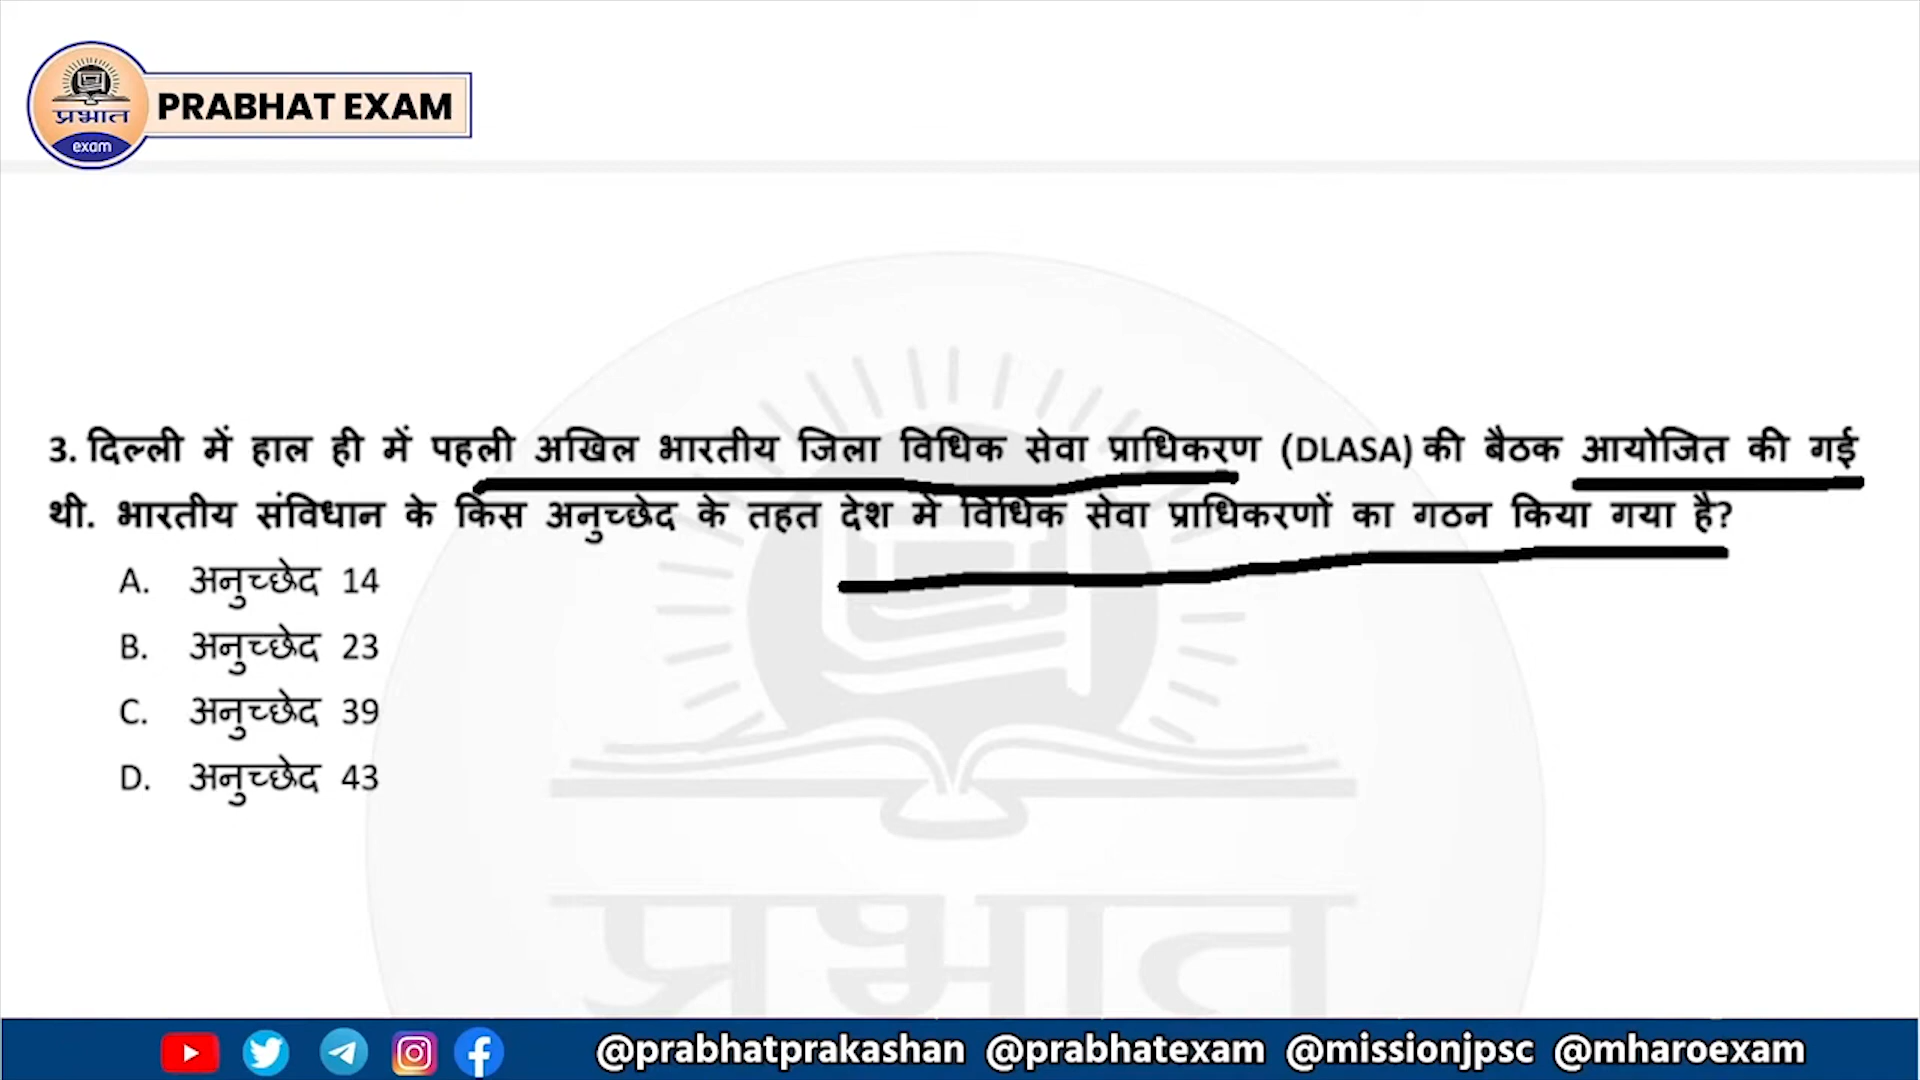 प्रभात
exam
PRABHAT EXAM
3. दिल्ली में हाल ही में पहली अखिल भारतीय जिला विधिक सेवा प्राधिकरण (DLASA) की बैठक आयोजित की गई
थी. भारतीय संविधान के किस अनुच्छेद के तहत देश में विधिक सेवा प्राधिकरणों का गठन किया गया है?
A. अनुच्छेद 14
B. अनुच्छेद 23
C. अनुच्छेद 39
D. अनुच्छेद 43
प्रभात
@prabhatprakashan @prabhatexam @missionjpsc @mharoexam